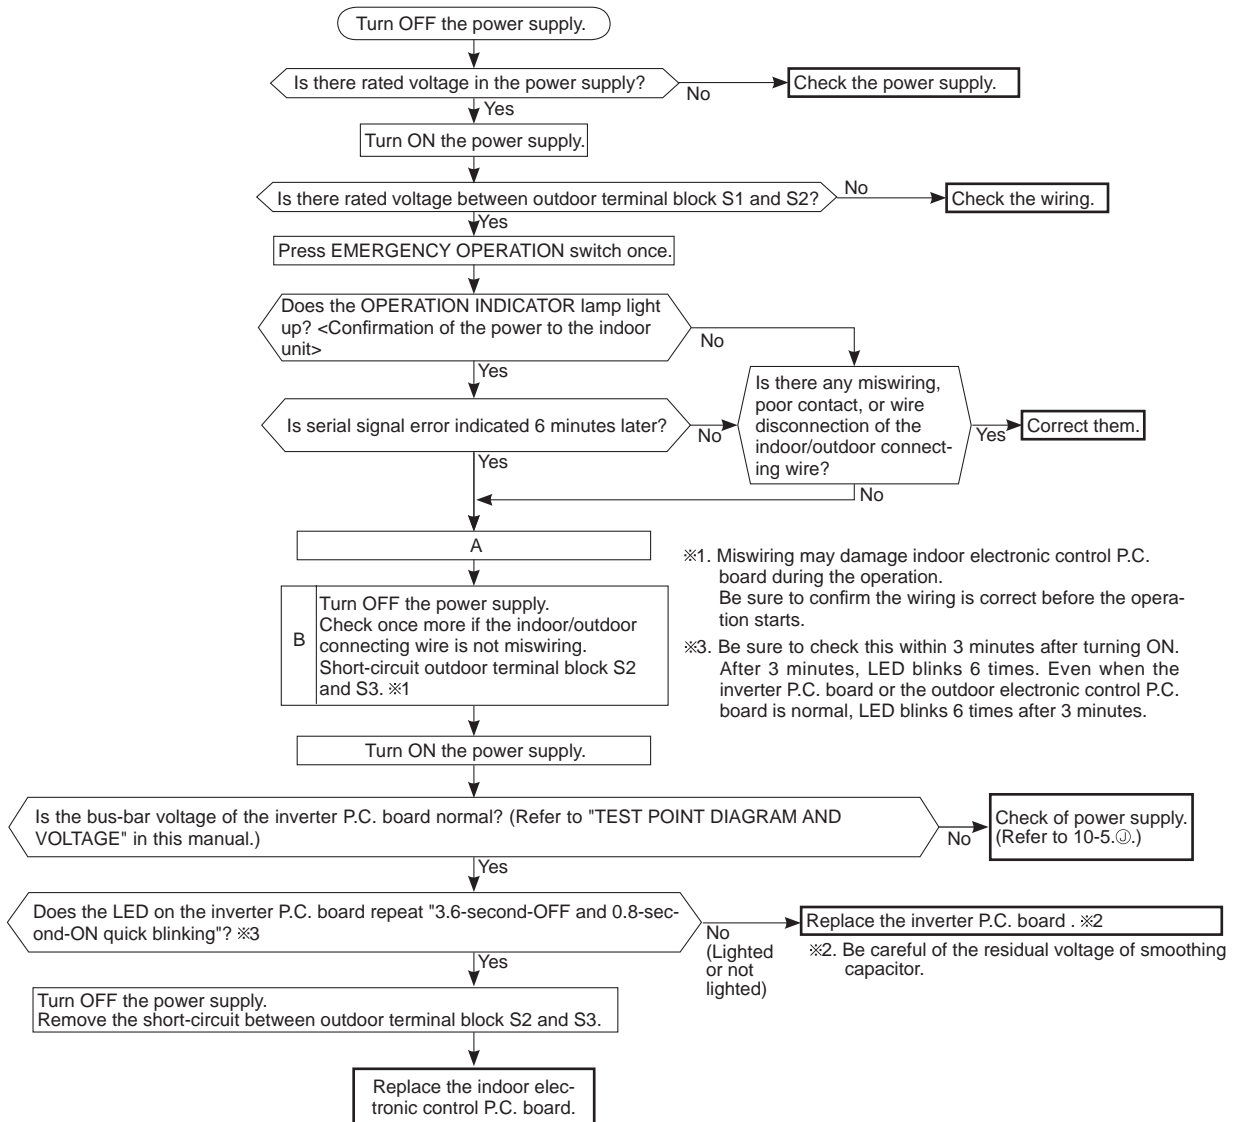 Turn OFF the power supply.
Is there rated voltage in the power supply?
No
Check the power supply.
Yes
Turn ON the power supply.
Is there rated voltage between outdoor terminal block S1 and S2?
No
Check the wiring.
Yes
Press EMERGENCY OPERATION switch once.
Does the OPERATION INDICATOR lamp light
up? <Confirmation of the power to the indoor
unit>
No
Yes
Is there any miswiring,
poor contact, or wire
disconnection of the
indoor/outdoor connect-
ing wire?
Yes
Correct them.
Is serial signal error indicated 6 minutes later?
No
Yes
No
A
B
Turn OFF the power supply.
Check once more if the indoor/outdoor
connecting wire is not miswiring.
Short-circuit outdoor terminal block S2
and S3. ※1
※1. Miswiring may damage indoor electronic control P.C.
board during the operation.
Be sure to confirm the wiring is correct before the opera-
tion starts.
※3. Be sure to check this within 3 minutes after turning ON.
After 3 minutes, LED blinks 6 times. Even when the
inverter P.C. board or the outdoor electronic control P.C.
board is normal, LED blinks 6 times after 3 minutes.
Turn ON the power supply.
Is the bus-bar voltage of the inverter P.C. board normal? (Refer to "TEST POINT DIAGRAM AND
VOLTAGE" in this manual.)
No
Check of power supply.
(Refer to 10-5.Ⓙ.)
Yes
Does the LED on the inverter P.C. board repeat "3.6-second-OFF and 0.8-sec-
ond-ON quick blinking"? ※3
No
(Lighted
or not
lighted)
Replace the inverter P.C. board . ※2
※2. Be careful of the residual voltage of smoothing
capacitor.
Yes
Turn OFF the power supply.
Remove the short-circuit between outdoor terminal block S2 and S3.
Replace the indoor elec-
tronic control P.C. board.